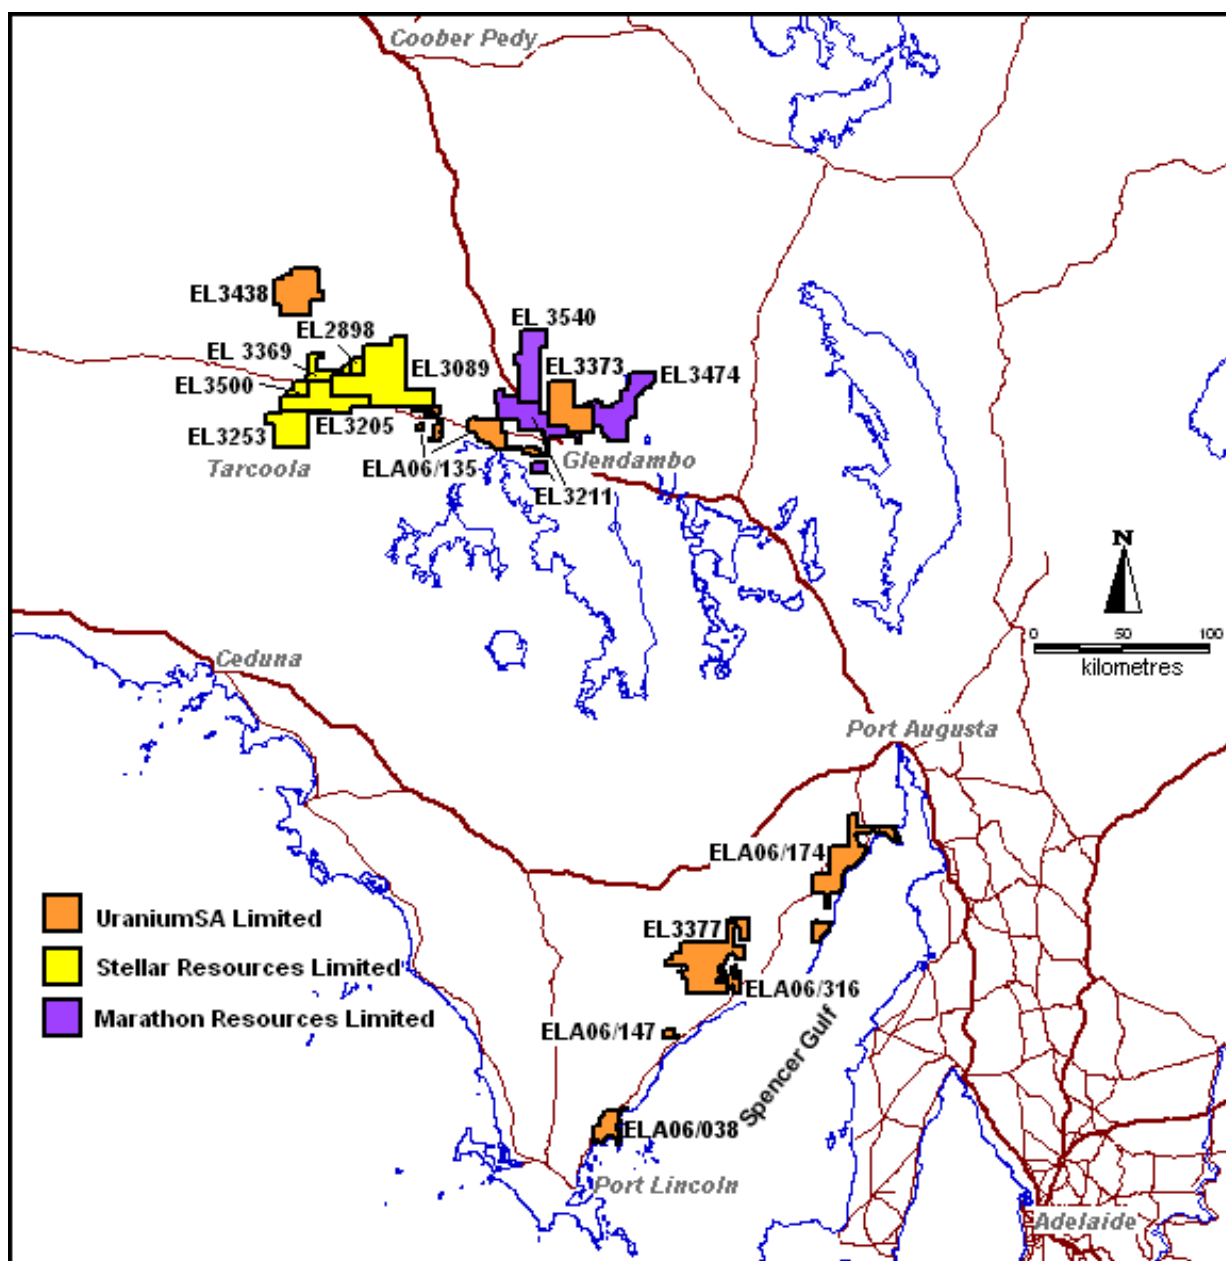 Coober Pedy
EL3438
EL 3540
EL2898
EL 3369
EL3089
EL3373
EL3474
EL3500
EL3205
EL3253
Tarcoola
ELA06/135
Glendambo
EL3211
N
0 50 100
kilometres
Ceduna
Port Augusta
ELA06/174
UraniumSA Limited
EL3377
Stellar Resources Limited
ELA06/316
Marathon Resources Limited
ELA06/147
Spencer Gulf
ELA06/038
Port Lincoln
Adelaide